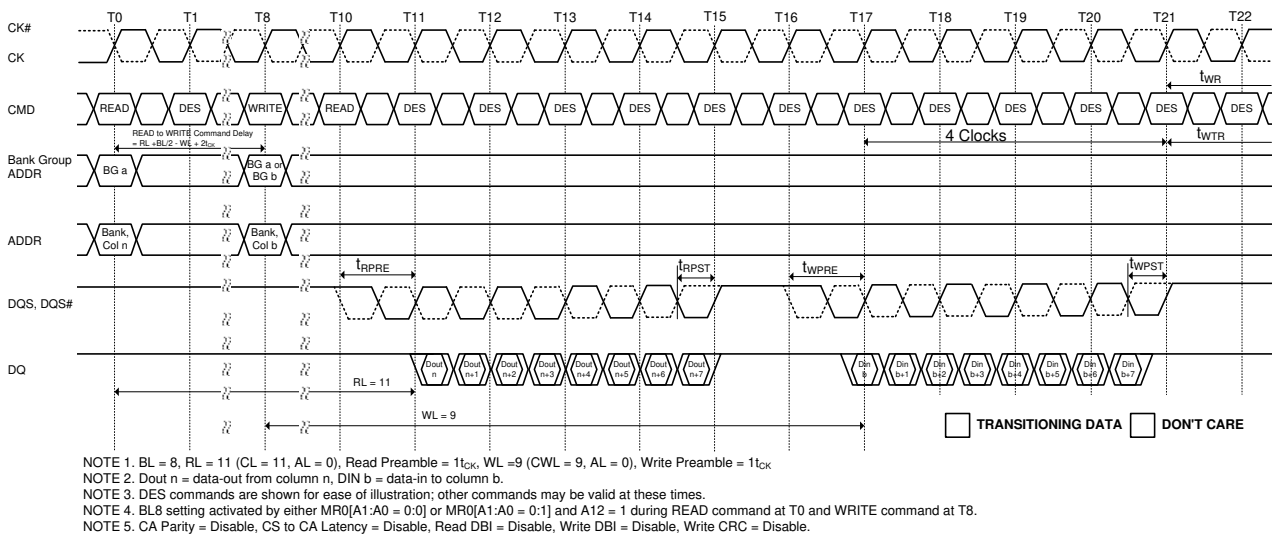 T0 T1 T8 T10 T11 T12 T13 T14 T15 T16 T17 T18 T19 T20 T21 T22
CK#
CK
tWR
CMD READ DES WRITE READ DES DES DES DES DES DES DES DES DES DES DES DES
READ to WRITE Command Delay
= RL +BL/2 - WL + 2tCK
4 Clocks
tWTR
Bank Group
ADDR
BG a
BG a or
BG b
ADDR
Bank,
Col n
Bank,
Col b
tRPRE tRPST tWPRE tWPST
DQS, DQS#
DQ
Dout n
Dout n+1
Dout n+2
Dout n+3
Dout n+4
Dout n+5
Dout n+6
Dout n+7
Din b
Din b+1
Din b+2
Din b+3
Din b+4
Din b+5
Din b+6
Din b+7
RL = 11
WL = 9
TRANSITIONING DATA DON'T CARE
NOTE 1. BL = 8, RL = 11 (CL = 11, AL = 0), Read Preamble = 1tCK, WL =9 (CWL = 9, AL = 0), Write Preamble = 1tCK
NOTE 2. Dout n = data-out from column n, DIN b = data-in to column b.
NOTE 3. DES commands are shown for ease of illustration; other commands may be valid at these times.
NOTE 4. BL8 setting activated by either MR0[A1:A0 = 0:0] or MR0[A1:A0 = 0:1] and A12 = 1 during READ command at T0 and WRITE command at T8.
NOTE 5. CA Parity = Disable, CS to CA Latency = Disable, Read DBI = Disable, Write DBI = Disable, Write CRC = Disable.